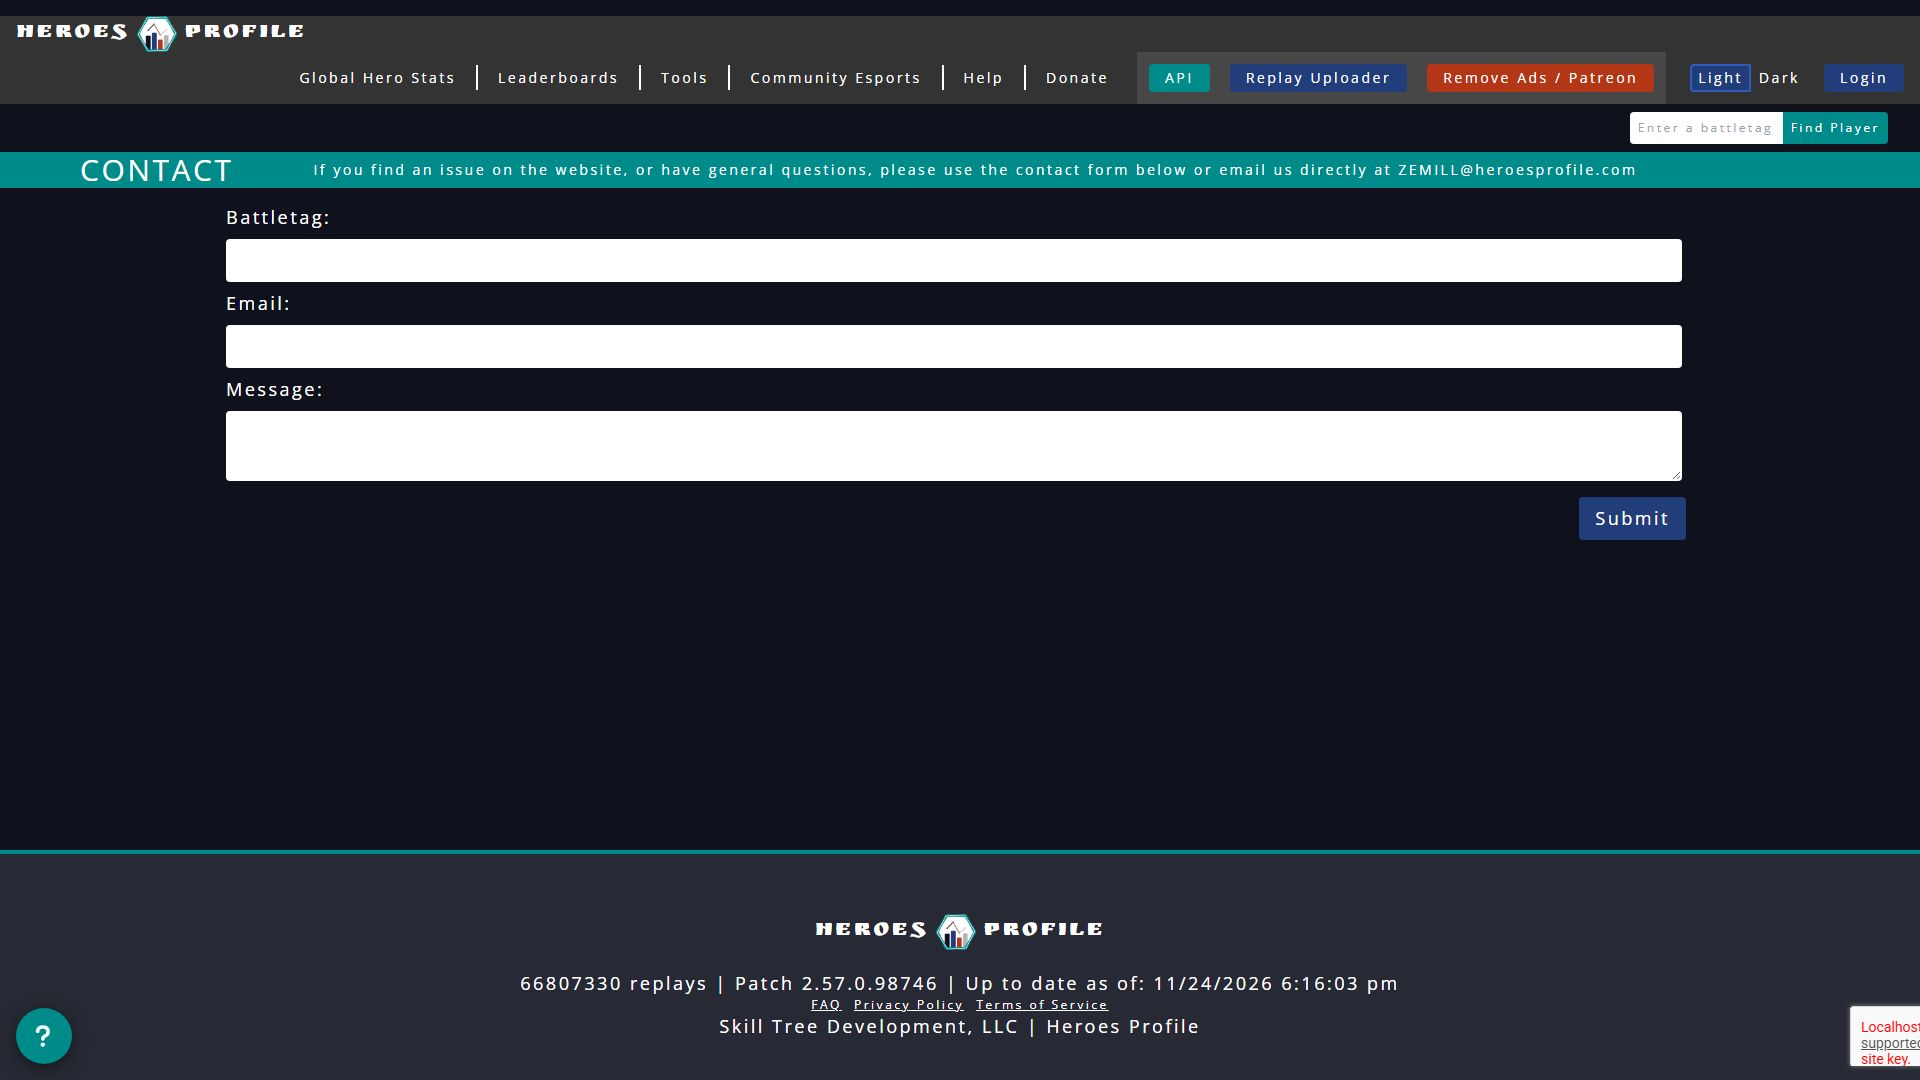 HEROES PROFILE
Global Hero Stats
Leaderboards
Tools
Community Esports
Help
Donate
API
Replay Uploader
Remove Ads / Patreon
Light
Dark
Login
Enter a battletag
Find Player
CONTACT
If you find an issue on the website, or have general questions, please use the contact form below or email us directly at ZEMILL@heroesprofile.com
Battletag:
Email:
Message:
Submit
HEROES PROFILE
66807330 replays | Patch 2.57.0.98746 | Up to date as of: 11/24/2026 6:16:03 pm
FAQ Privacy Policy Terms of Service
Skill Tree Development, LLC | Heroes Profile
?
Localhost
supported
site key.